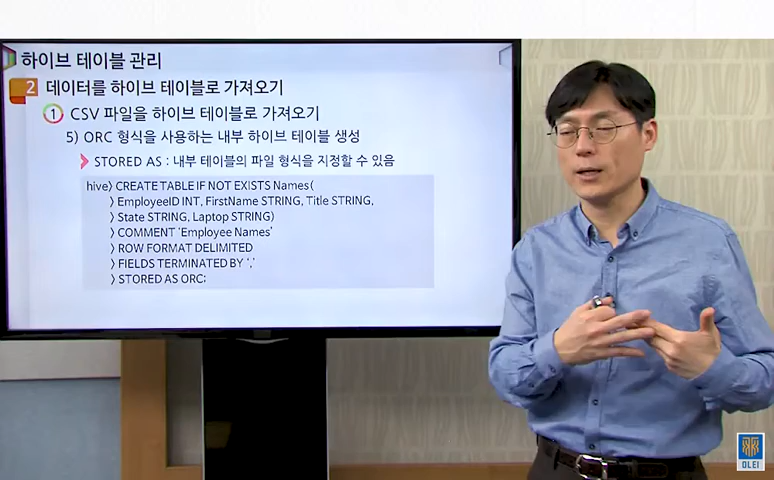 하이브 테이블 관리
2 데이터를 하이브 테이블로 가져오기
1 CSV 파일을 하이브 테이블로 가져오기
5) ORC 형식을 사용하는 내부 하이브 테이블 생성
STORED AS : 내부 테이블의 파일 형식을 지정할 수 있음
hive> CREATE TABLE IF NOT EXISTS Names(
> EmployeeID INT, FirstName STRING, Title STRING,
> State STRING, Laptop STRING)
> COMMENT ‘Employee Names’
> ROW FORMAT DELIMITED
> FIELDS TERMINATED BY ‘,’
> STORED AS ORC;
OLEI